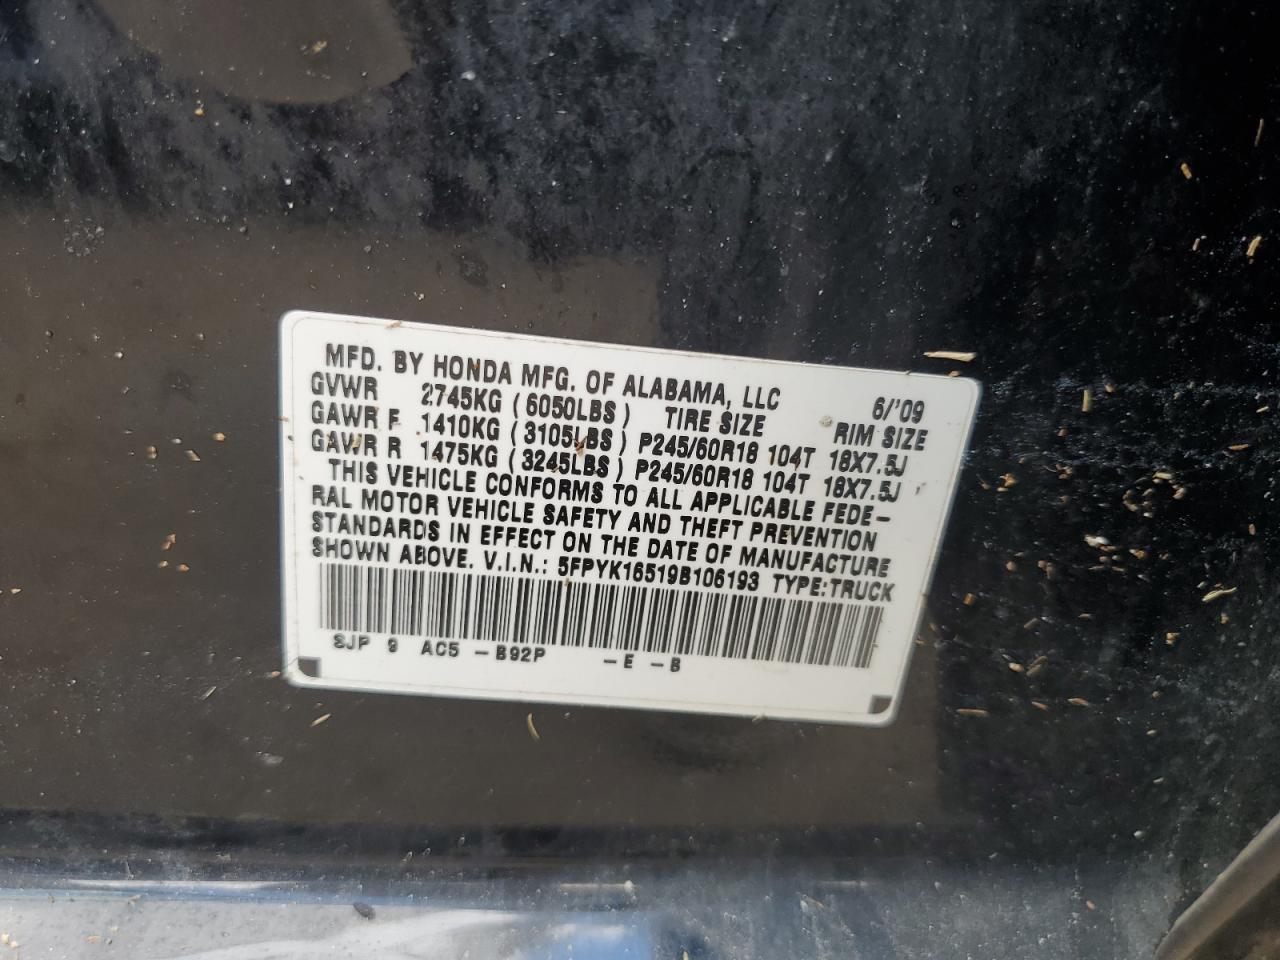 MFD. BY HONDA MFG. OF ALABAMA, LLC 6/'09
GVWR 2745KG (6050LBS) TIRE SIZE RIM SIZE
GAWR F 1410KG (3105LBS) P245/60R18 104T 18X7.5J
GAWR R 1475KG (3245LBS) P245/60R18 104T 18X7.5J
THIS VEHICLE CONFORMS TO ALL APPLICABLE FEDE-
RAL MOTOR VEHICLE SAFETY AND THEFT PREVENTION
STANDARDS IN EFFECT ON THE DATE OF MANUFACTURE
SHOWN ABOVE. V.I.N.: 5FPYK16519B106193 TYPE:TRUCK
SJP 9 AC5 -B92P -E -B